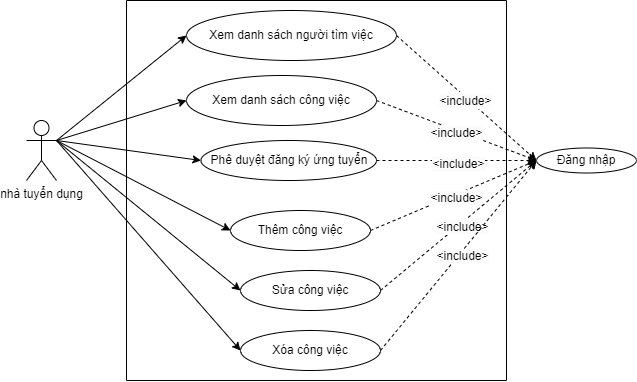 Xem danh sách người tìm việc
Xem danh sách công việc
<include>
<include>
Phê duyệt đăng ký ứng tuyển
<include>
Đăng nhập
nhà tuyển dụng
<include>
Thêm công việc
<include>
<include>
Sửa công việc
Xóa công việc